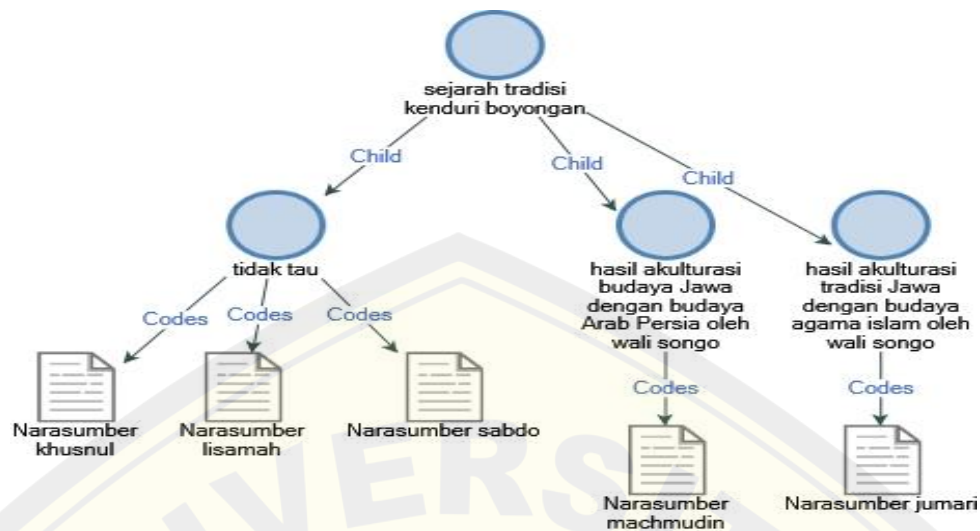 sejarah tradisi
kenduri boyongan
Child
Child
Child
tidak tau
hasil akulturasi
budaya Jawa
dengan budaya
Arab Persia oleh
wali songo
hasil akulturasi
tradisi Jawa
dengan budaya
agama islam oleh
wali songo
Codes
Codes
Codes
Codes
Codes
Narasumber
khusnul
Narasumber
lisamah
Narasumber sabdo
Narasumber
machmudin
Narasumber jumari